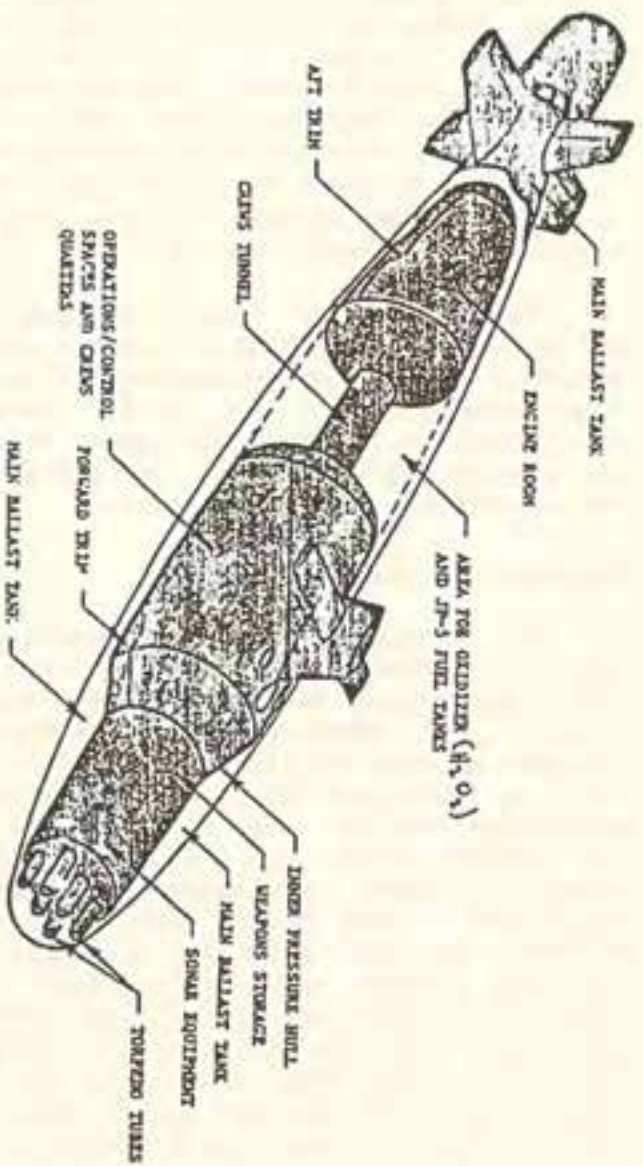 MAIN BALLAST TANK
ENGINE ROOM
AREA FOR OXIDIZER (H₂O₂)
AND JP-5 FUEL TANKS
INNER PRESSURE HULL
WEAPONS STORAGE
MAIN BALLAST TANK
SONAR EQUIPMENT
TORPEDO TUBES
AFT TRIM
CREWS TUNNEL
OPERATIONS/CONTROL
SPACES AND CREWS
QUARTERS
FORWARD TRIM
MAIN BALLAST TANK